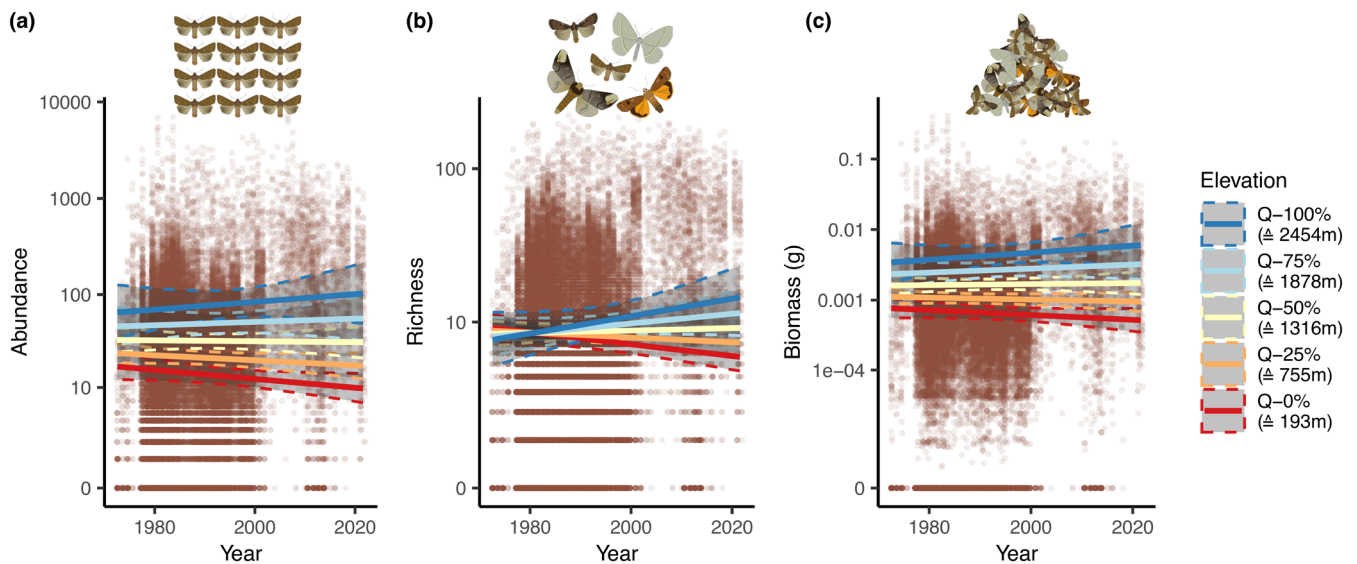 (a)
(b)
(c)
10000
1000
100
10
0
Abundance
1980
2000
2020
Year
100
10
0
Richness
1980
2000
2020
Year
0.1
0.01
0.001
1e−04
0
Biomass (g)
1980
2000
2020
Year
Elevation
Q−100%
(≙ 2454m)
Q−75%
(≙ 1878m)
Q−50%
(≙ 1316m)
Q−25%
(≙ 755m)
Q−0%
(≙ 193m)